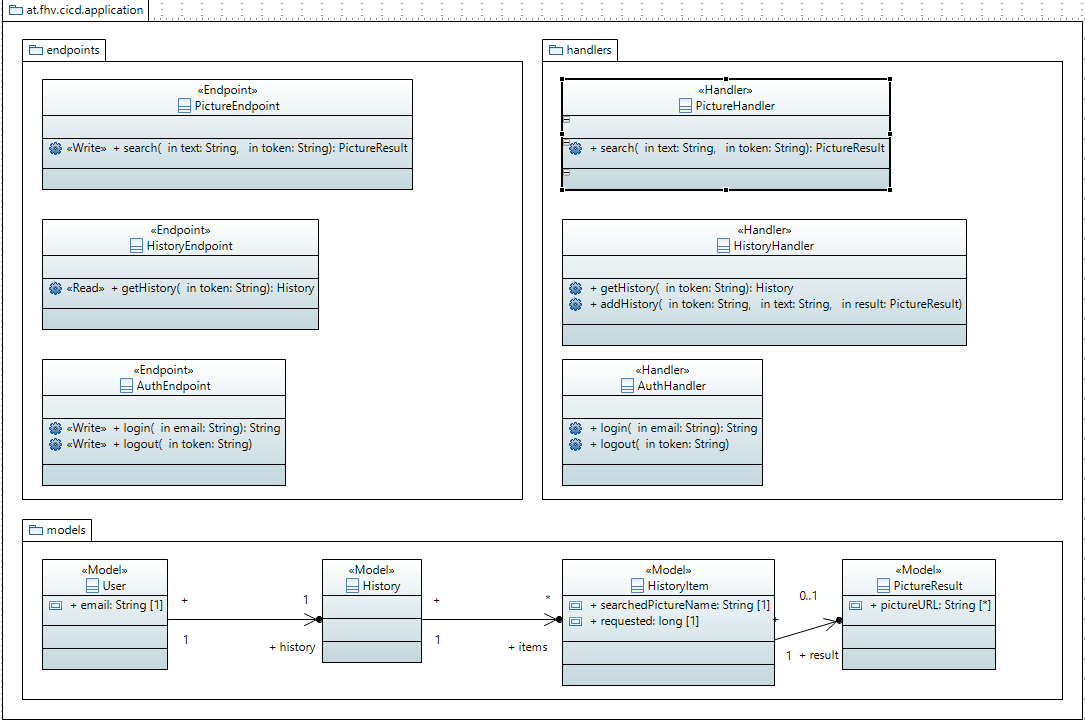 at.fhv.cicd.application
endpoints
«Endpoint»
PictureEndpoint
«Write» + search( in text: String, in token: String): PictureResult
«Endpoint»
HistoryEndpoint
«Read» + getHistory( in token: String): History
«Endpoint»
AuthEndpoint
«Write» + login( in email: String): String
«Write» + logout( in token: String)
handlers
«Handler»
PictureHandler
+ search( in text: String, in token: String): PictureResult
«Handler»
HistoryHandler
+ getHistory( in token: String): History
+ addHistory( in token: String, in text: String, in result: PictureResult)
«Handler»
AuthHandler
+ login( in email: String): String
+ logout( in token: String)
models
«Model»
User
+ email: String [1]
+
1
1
+ history
«Model»
History
+
*
1
+ items
«Model»
HistoryItem
+ searchedPictureName: String [1]
+ requested: long [1]
+
0..1
1
+ result
«Model»
PictureResult
+ pictureURL: String [*]